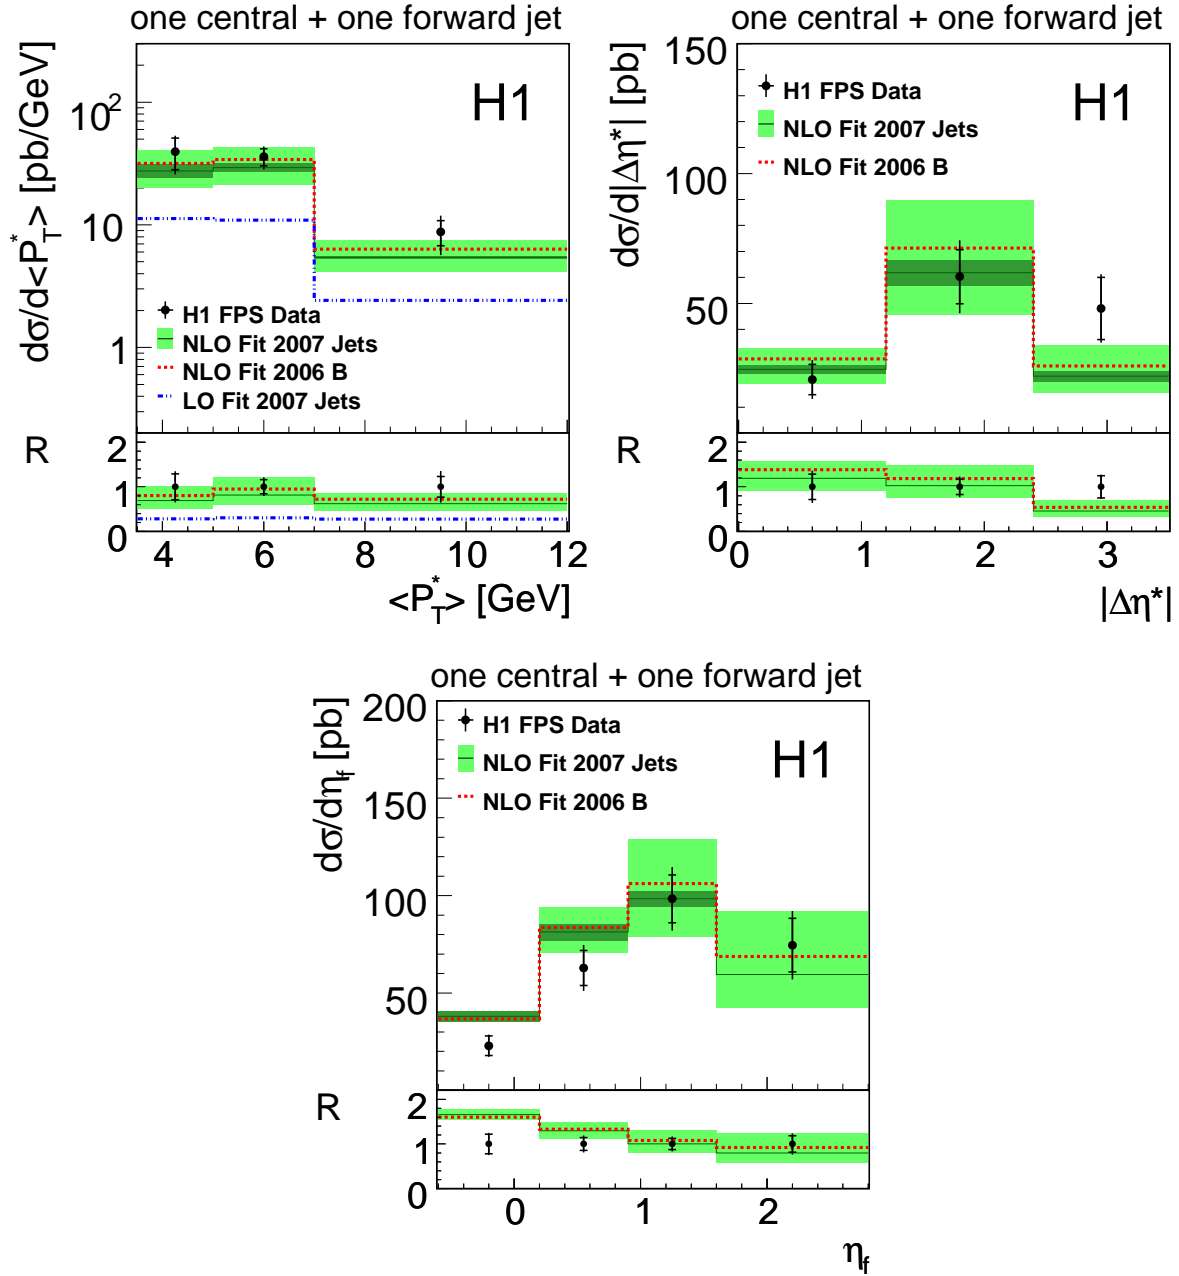 one central + one forward jet
dσ/d<P*T> [pb/GeV]
H1
10²
10
1
H1 FPS Data
NLO Fit 2007 Jets
NLO Fit 2006 B
LO Fit 2007 Jets
R
2
1
0
4 6 8 10 12
<P*T> [GeV]
one central + one forward jet
dσ/d|Δη*| [pb]
H1
150
100
50
H1 FPS Data
NLO Fit 2007 Jets
NLO Fit 2006 B
R
2
1
0
0 1 2 3
|Δη*|
one central + one forward jet
dσ/dηf [pb]
H1
200
150
100
50
H1 FPS Data
NLO Fit 2007 Jets
NLO Fit 2006 B
R
2
1
0
0 1 2
ηf